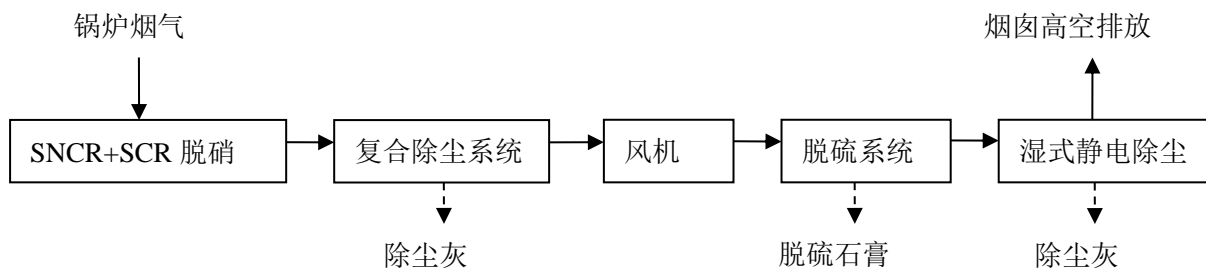 锅炉烟气
烟囱高空排放
SNCR+SCR 脱硝
复合除尘系统
风机
脱硫系统
湿式静电除尘
除尘灰
脱硫石膏
除尘灰